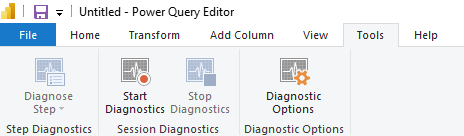 Untitled - Power Query Editor
File Home Transform Add Column View Tools Help
Diagnose
Step
Start
Diagnostics
Stop
Diagnostics
Diagnostic
Options
Step Diagnostics Session Diagnostics Diagnostic Options